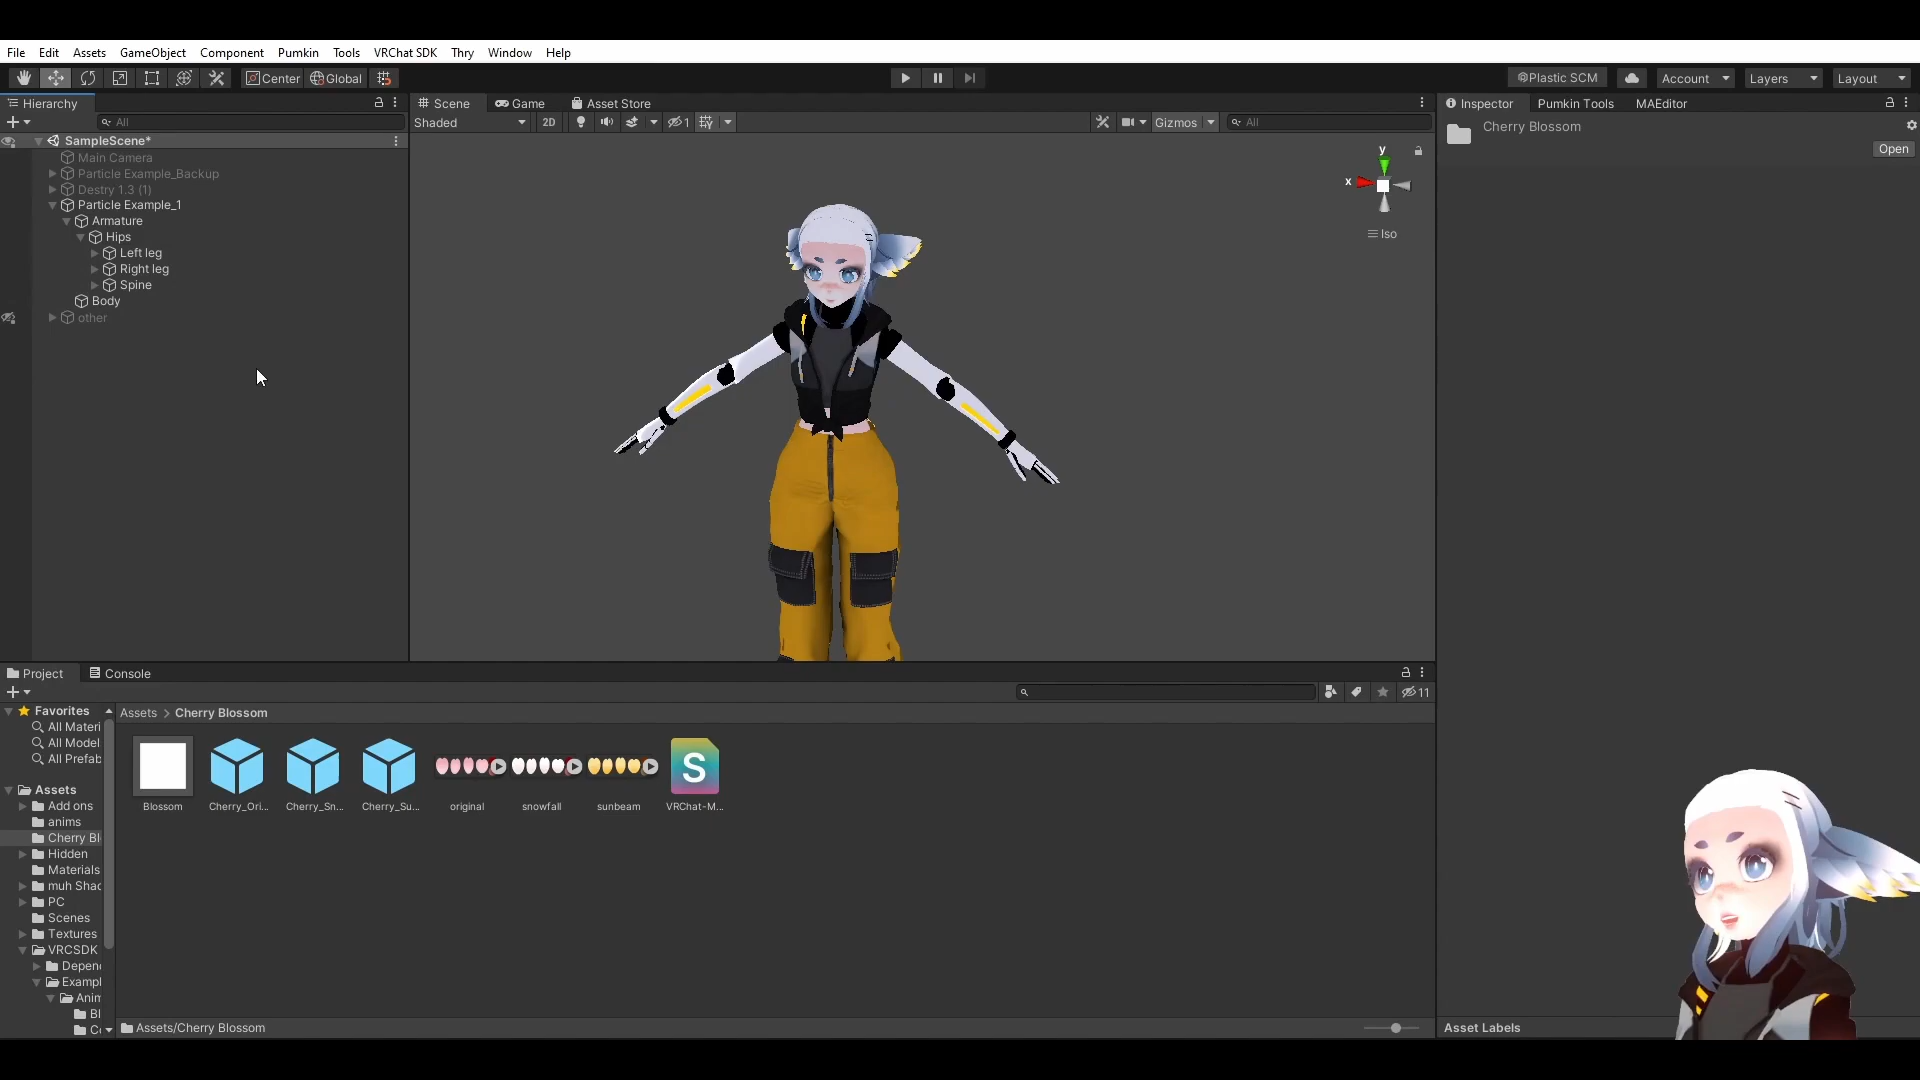 File Edit Assets GameObject Component Pumkin Tools VRChat SDK Thry Window Help
Center Global Plastic SCM Account Layers Layout
Hierarchy Scene Game Asset Store Inspector Pumkin Tools MAEditor
All Shaded 2D 1 Gizmos All Cherry Blossom
Open
SampleScene*
Main Camera
Particle Example_Backup
Destry 1.3 (1)
Particle Example_1
Armature
Hips
Left leg
Right leg
Spine
Body
other
y
x
Iso
Project Console
11
Favorites
All Materi
All Model
All Prefab
Assets
Add ons
anims
Cherry Bl
Hidden
Materials
muh Shad
PC
Scenes
Textures
VRCSDK
Depen
Exampl
Anim
Bl
Co
Assets > Cherry Blossom
S
Blossom Cherry_Ori... Cherry_Sn... Cherry_Su... original snowfall sunbeam VRChat-M...
Assets/Cherry Blossom
Asset Labels